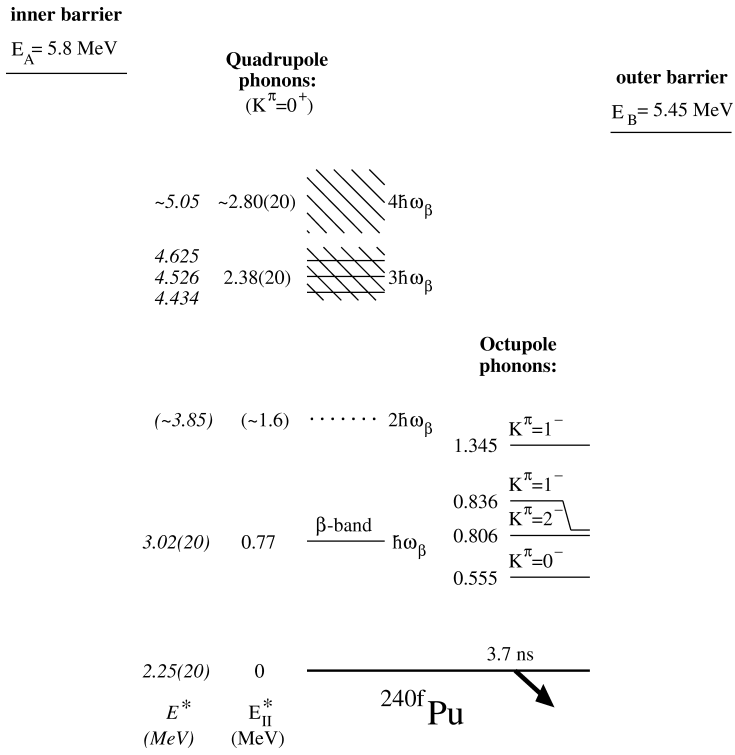 inner barrier
E_A= 5.8 MeV
Quadrupole
phonons:
(K^π=0^+)
outer barrier
E_B= 5.45 MeV
~5.05 ~2.80(20) 4ħω_β
4.625
4.526 2.38(20) 3ħω_β
4.434
Octupole
phonons:
(~3.85) (~1.6) 2ħω_β
K^π=1^−
1.345
K^π=1^−
0.836
K^π=2^−
0.806
β-band
3.02(20) 0.77 ħω_β
K^π=0^−
0.555
3.7 ns
2.25(20) 0
^240f Pu
E^* E^*_II
(MeV) (MeV)